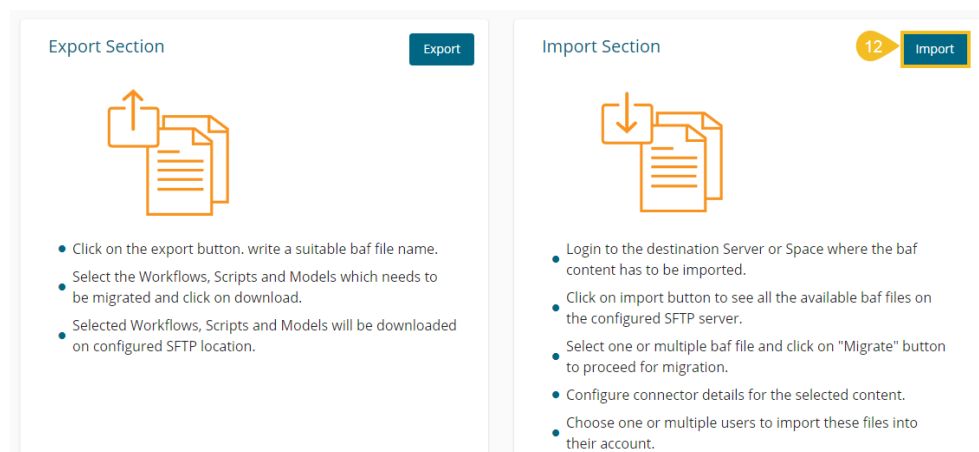 Export Section
Export
Click on the export button. write a suitable baf file name.
Select the Workflows, Scripts and Models which needs to
be migrated and click on download.
Selected Workflows, Scripts and Models will be downloaded
on configured SFTP location.
Import Section
12
Import
Login to the destination Server or Space where the baf
content has to be imported.
Click on import button to see all the available baf files on
the configured SFTP server.
Select one or multiple baf file and click on "Migrate" button
to proceed for migration.
Configure connector details for the selected content.
Choose one or multiple users to import these files into
their account.